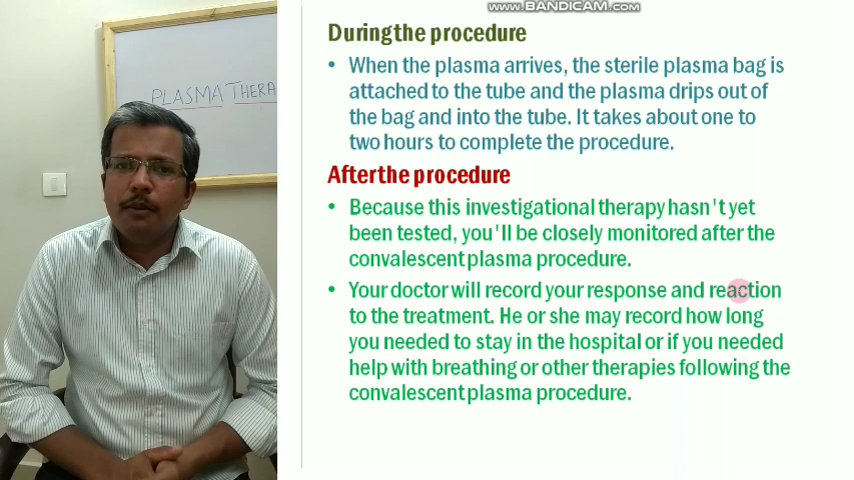 www.BANDICAM.com
PLASMA THERA
During the procedure
• When the plasma arrives, the sterile plasma bag is
attached to the tube and the plasma drips out of
the bag and into the tube. It takes about one to
two hours to complete the procedure.
After the procedure
• Because this investigational therapy hasn't yet
been tested, you'll be closely monitored after the
convalescent plasma procedure.
• Your doctor will record your response and reaction
to the treatment. He or she may record how long
you needed to stay in the hospital or if you needed
help with breathing or other therapies following the
convalescent plasma procedure.